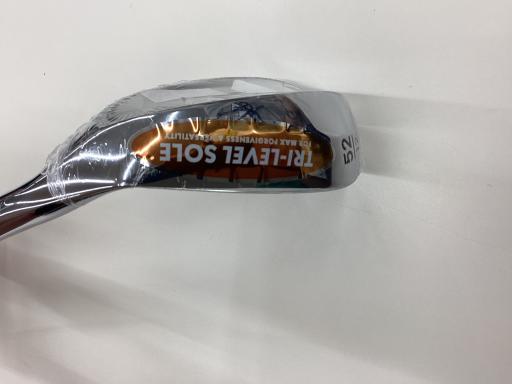 TRI-LEVEL SOLE
FOR MAX FORGIVENESS & VERSATILITY
52